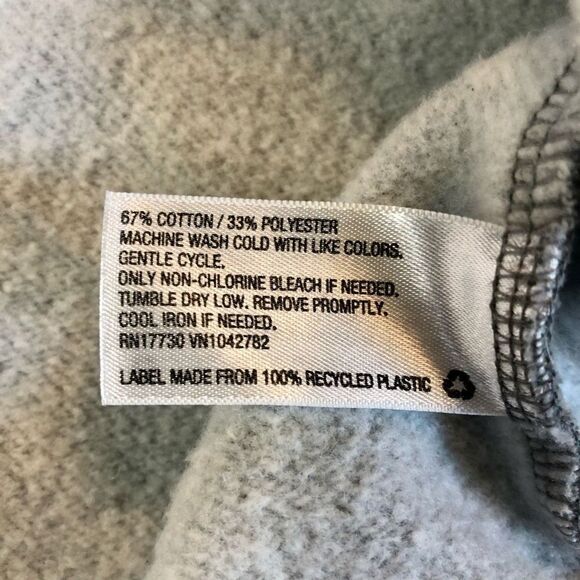 67% COTTON / 33% POLYESTER
MACHINE WASH COLD WITH LIKE COLORS.
GENTLE CYCLE.
ONLY NON-CHLORINE BLEACH IF NEEDED.
TUMBLE DRY LOW. REMOVE PROMPTLY.
COOL IRON IF NEEDED.
RN17730 VN1042782
LABEL MADE FROM 100% RECYCLED PLASTIC